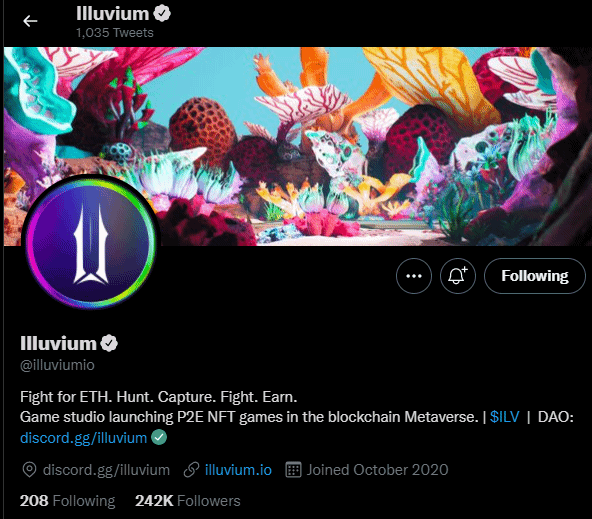 Illuvium
1,035 Tweets
Following
Illuvium
@illuviumio
Fight for ETH. Hunt. Capture. Fight. Earn.
Game studio launching P2E NFT games in the blockchain Metaverse. | $ILV | DAO:
discord.gg/illuvium
discord.gg/illuvium illuvium.io Joined October 2020
208 Following 242K Followers